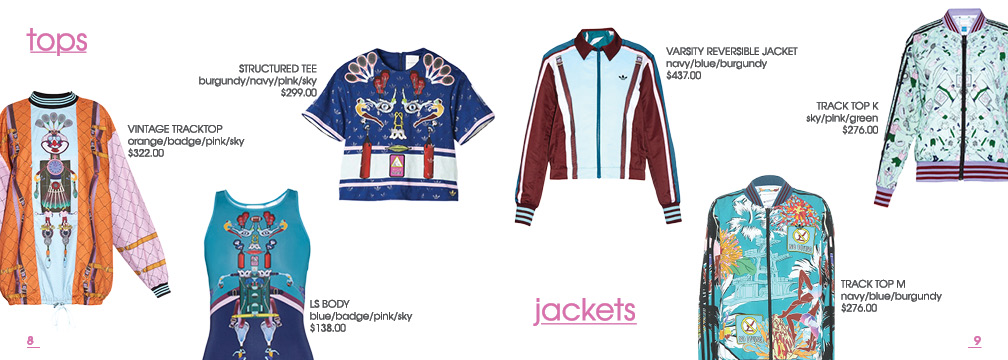 tops
STRUCTURED TEE
burgundy/navy/pink/sky
$299.00
VINTAGE TRACKTOP
orange/badge/pink/sky
$322.00
LS BODY
blue/badge/pink/sky
$138.00
8
VARSITY REVERSIBLE JACKET
navy/blue/burgundy
$437.00
TRACK TOP K
sky/pink/green
$276.00
TRACK TOP M
navy/blue/burgundy
$276.00
jackets
9